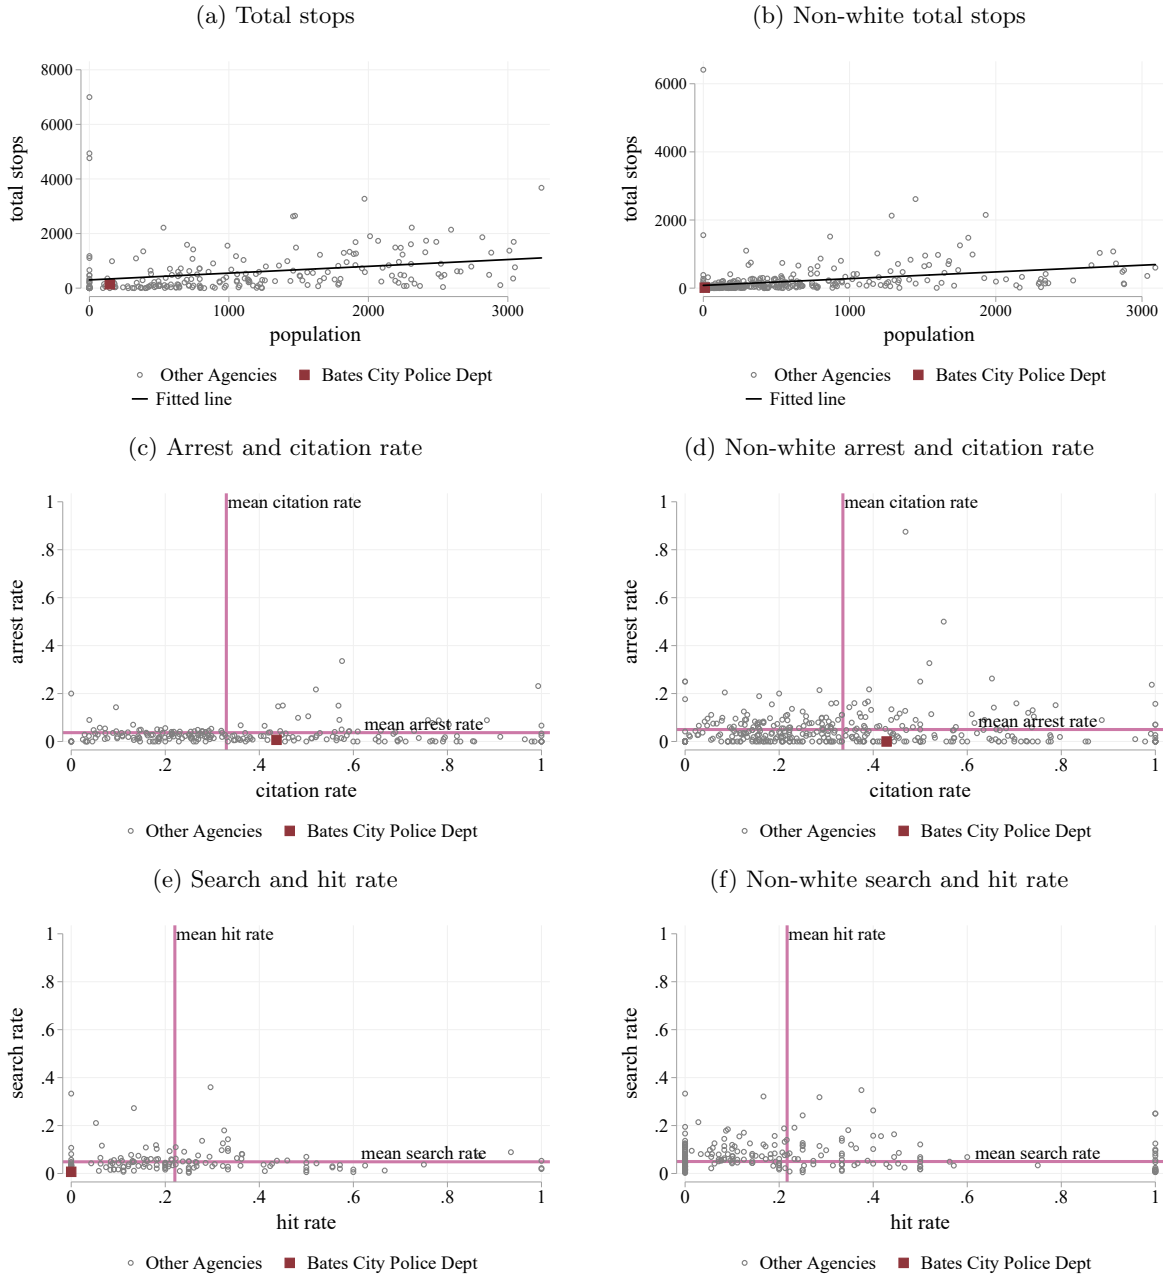 (a) Total stops
(b) Non-white total stops
8000
6000
4000
2000
0
total stops
0
1000
2000
3000
population
6000
4000
2000
0
total stops
0
1000
2000
3000
population
Other Agencies
Bates City Police Dept
Fitted line
Other Agencies
Bates City Police Dept
Fitted line
(c) Arrest and citation rate
(d) Non-white arrest and citation rate
1
.8
.6
.4
.2
0
arrest rate
mean citation rate
mean arrest rate
0
.2
.4
.6
.8
1
citation rate
1
.8
.6
.4
.2
0
arrest rate
mean citation rate
mean arrest rate
0
.2
.4
.6
.8
1
citation rate
Other Agencies
Bates City Police Dept
Other Agencies
Bates City Police Dept
(e) Search and hit rate
(f) Non-white search and hit rate
1
.8
.6
.4
.2
0
search rate
mean hit rate
mean search rate
0
.2
.4
.6
.8
1
hit rate
1
.8
.6
.4
.2
0
search rate
mean hit rate
mean search rate
0
.2
.4
.6
.8
1
hit rate
Other Agencies
Bates City Police Dept
Other Agencies
Bates City Police Dept